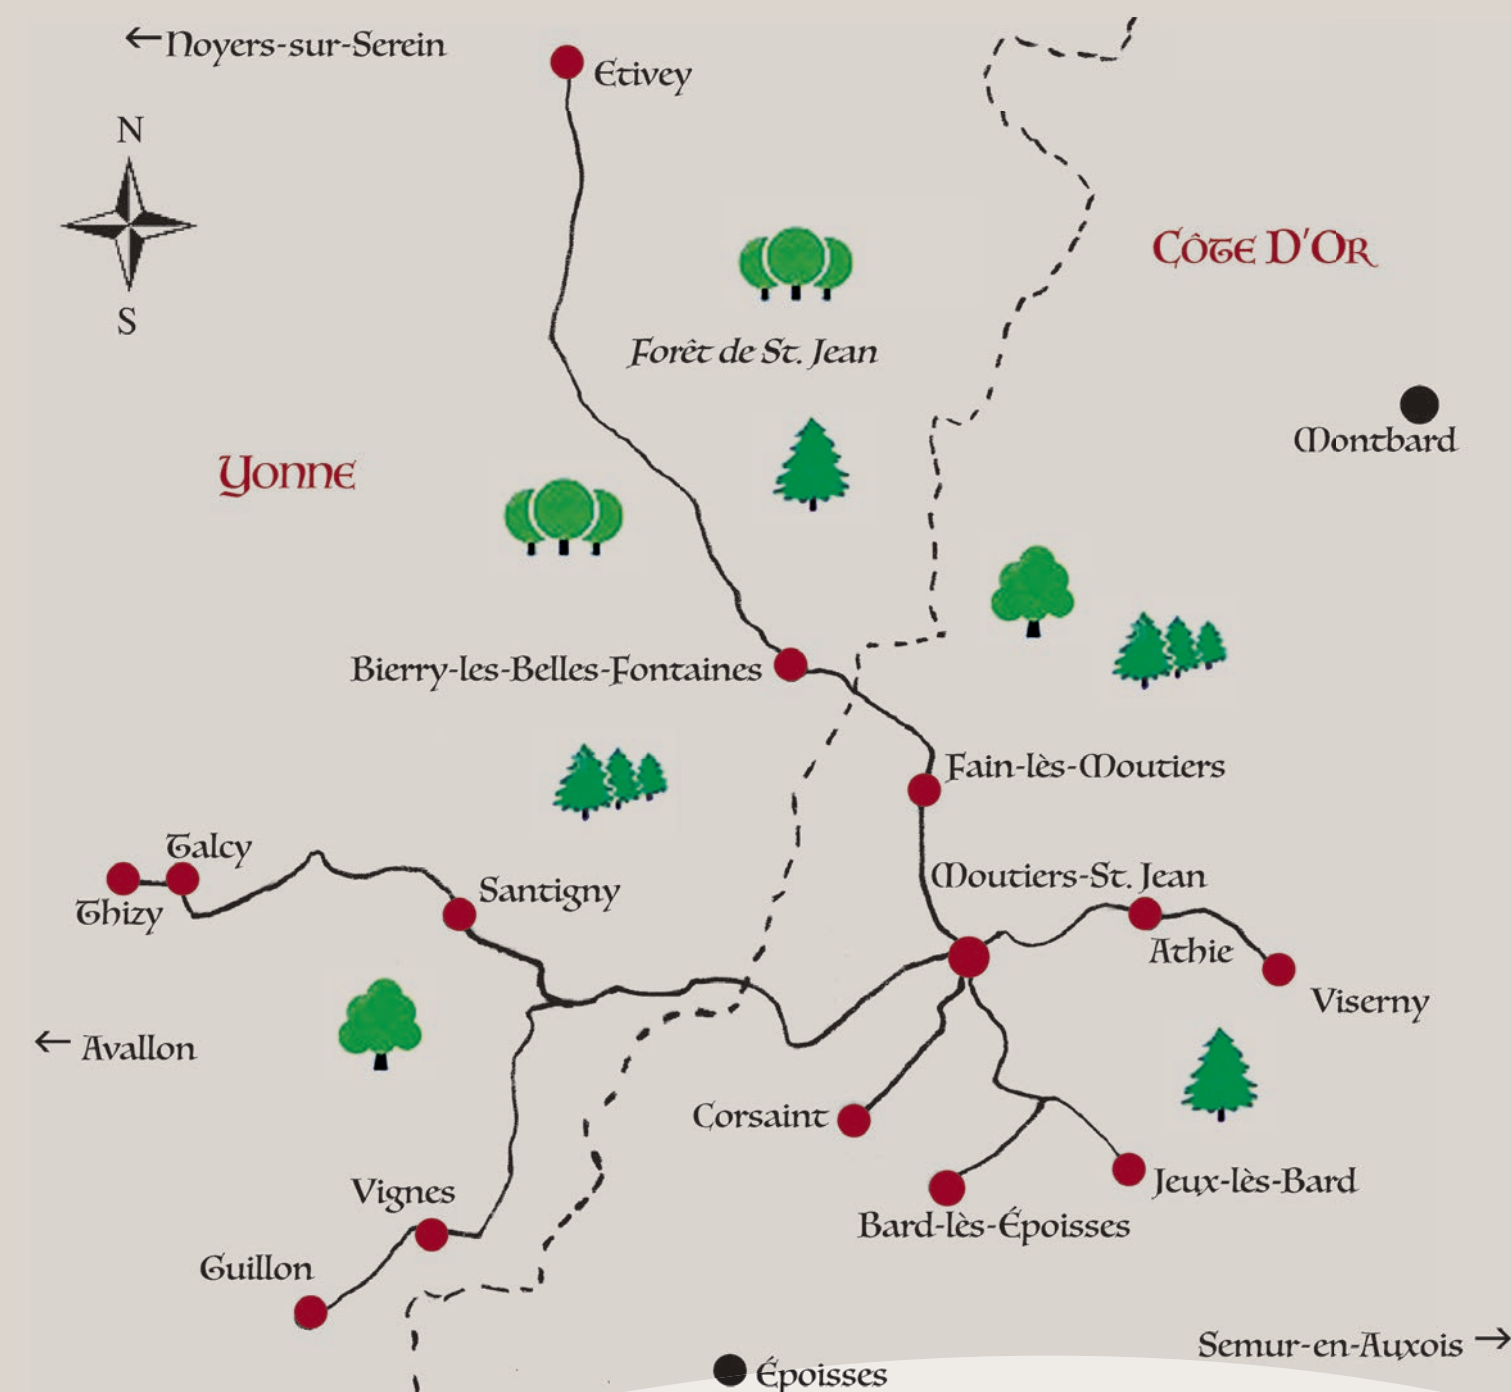 ← Noyers-sur-Serein
Etivey
N
S
CÔTE D'OR
Forêt de St. Jean
Montbard
Yonne
Bierry-les-Belles-Fontaines
Fain-lès-Moutiers
Talcy
Moutiers-St. Jean
Santigny
Thizy
Athie
Viserny
← Avallon
Corsaint
Jeux-lès-Bard
Vignes
Bard-lès-Époisses
Guillon
Semur-en-Auxois →
Époisses